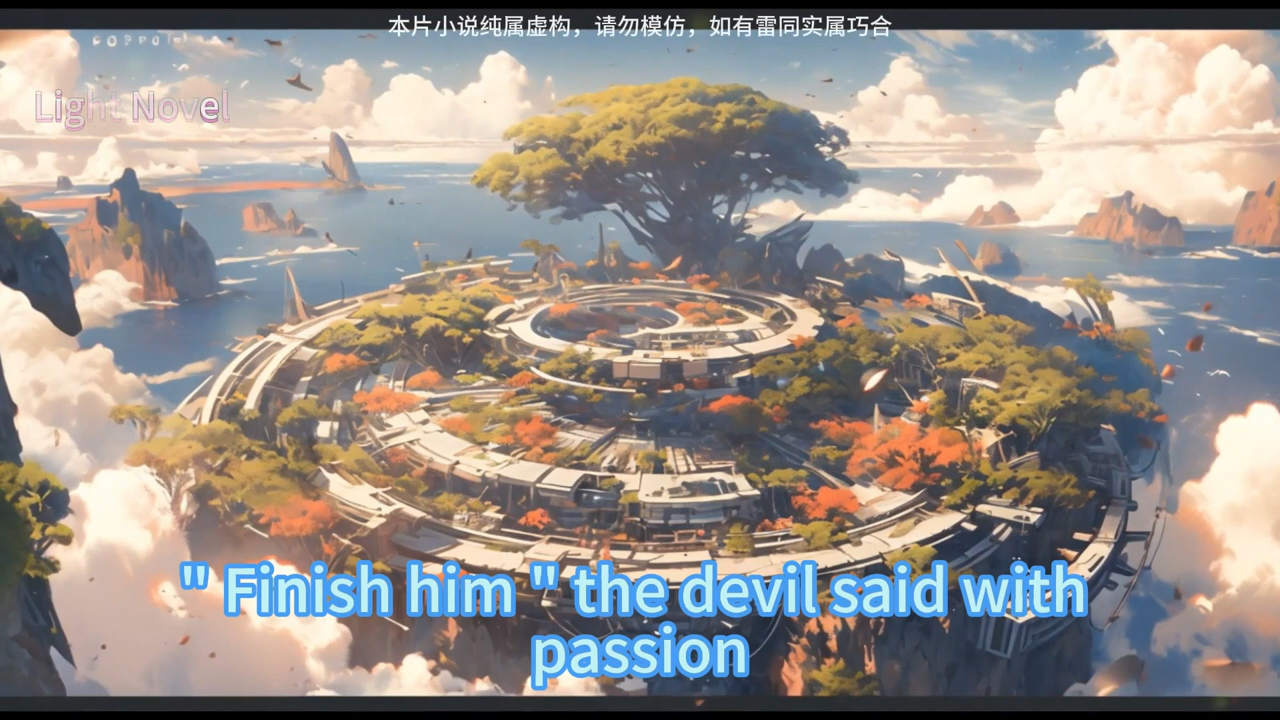 本片小说纯属虚构，请勿模仿，如有雷同实属巧合
Light Novel
" Finish him " the devil said with
passion